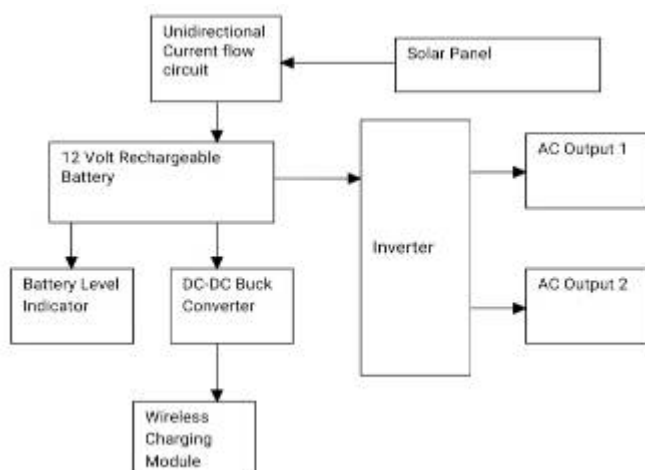 Unidirectional
Current flow
circuit
Solar Panel
12 Volt Rechargeable
Battery
AC Output 1
Inverter
Battery Level
Indicator
DC-DC Buck
Converter
AC Output 2
Wireless
Charging
Module